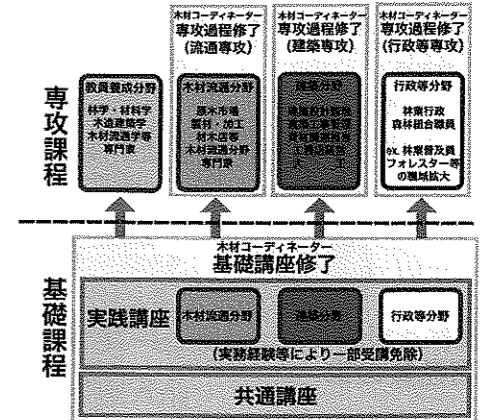 木材コーディネーター
専攻過程修了
(流通専攻)
木材コーディネーター
専攻過程修了
(建築専攻)
木材コーディネーター
専攻過程修了
(行政等専攻)
専攻課程
教員養成分野
林学・材料学
木造建築学
木材流通学等
専門家
木材流通分野
原木市場
製材・加工
材木店等
木材流通分野
専門家
建築分野
行政等分野
林業行政
森林組合職員
ex. 林業普及員
フォレスター等
の職域拡大
基礎課程
木材コーディネーター
基礎講座修了
実践講座
木材流通分野
建築分野
行政等分野
(実務経験等により一部受講免除)
共通講座